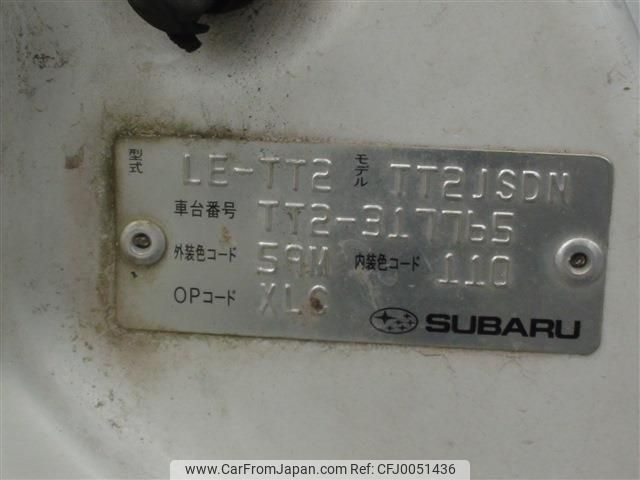 型式 LE-TT2 モデル TT2JSDN
車台番号 TT2-317765
外装色コード 59M 内装色コード 110
OPコード XLC
SUBARU
www.CarFromJapan.com | REFNO: CFJ00051436